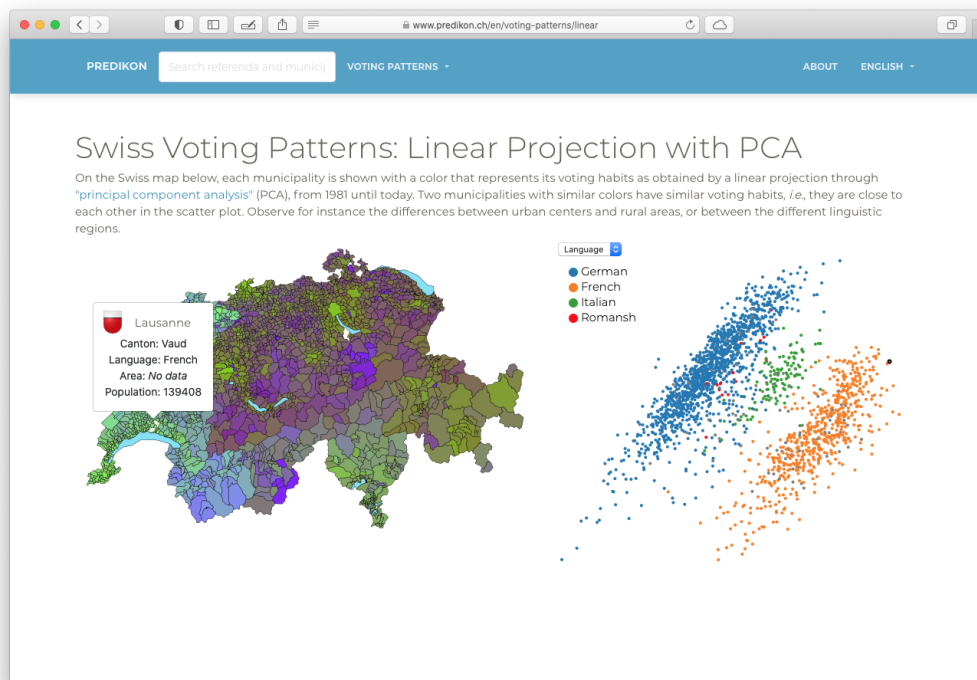 www.predikon.ch/en/voting-patterns/linear
PREDIKON
Search referenda and municip
VOTING PATTERNS
ABOUT
ENGLISH
Swiss Voting Patterns: Linear Projection with PCA
On the Swiss map below, each municipality is shown with a color that represents its voting habits as obtained by a linear projection through
"principal component analysis" (PCA), from 1981 until today. Two municipalities with similar colors have similar voting habits, i.e., they are close to
each other in the scatter plot. Observe for instance the differences between urban centers and rural areas, or between the different linguistic
regions.
Lausanne
Canton: Vaud
Language: French
Area: No data
Population: 139408
Language
German
French
Italian
Romansh